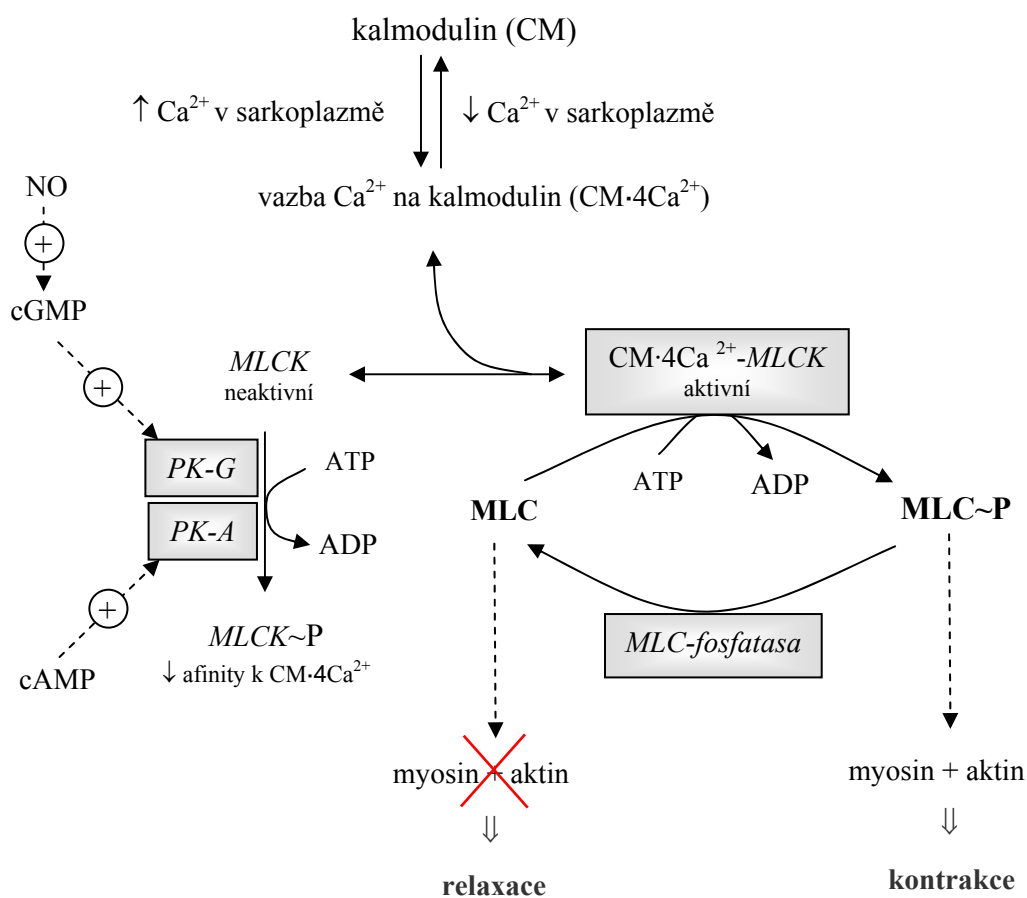 kalmodulin (CM)
↑ Ca²⁺ v sarkoplazmě
↓ Ca²⁺ v sarkoplazmě
vazba Ca²⁺ na kalmodulin (CM·4Ca²⁺)
NO
+
cGMP
+
MLCK
neaktivní
CM·4Ca²⁺-MLCK
aktivní
PK-G
PK-A
ATP
ADP
ATP
ADP
MLC
MLC~P
+
cAMP
MLCK~P
↓ afinity k CM·4Ca²⁺
MLC-fosfatasa
myosin + aktin
⇓
relaxace
myosin + aktin
⇓
kontrakce